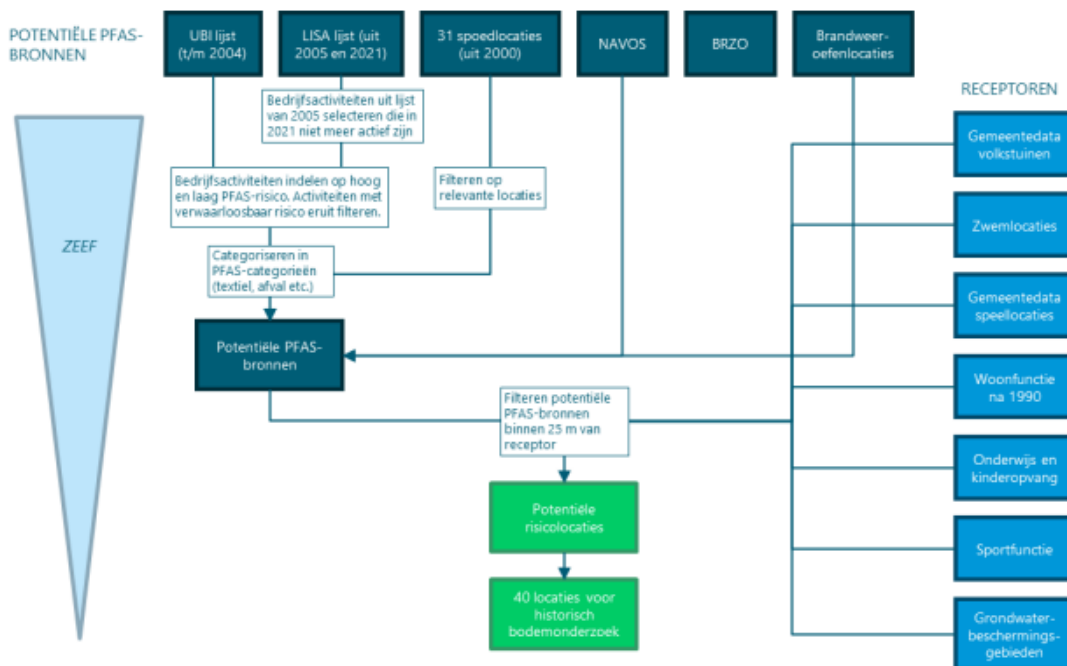 POTENTIËLE PFAS-
BRONNEN
UBI lijst
(t/m 2004)
LISA lijst (uit
2005 en 2021)
31 spoedlocaties
(uit 2000)
NAVOS
BRZO
Brandweer-
oefenlocaties
RECEPTOREN
Bedrijfsactiviteiten uit lijst
van 2005 selecteren die in
2021 niet meer actief zijn
Gemeentedata
volkstuinen
Bedrijfsactiviteiten indelen op hoog
en laag PFAS-risico. Activiteiten met
verwaarloosbaar risico eruit filteren.
Filteren op
relevante locaties
ZEEF
Zwemlocaties
Categoriseren in
PFAS-categorieën
(textiel, afval etc.)
Gemeentedata
speellocaties
Potentiële PFAS-
bronnen
Woonfunctie
na 1990
Filteren potentiële
PFAS-bronnen
binnen 25 m van
receptor
Onderwijs en
kinderopvang
Potentiële
risicolocaties
Sportfunctie
40 locaties voor
historisch
bodemonderzoek
Grondwater-
beschermings-
gebieden